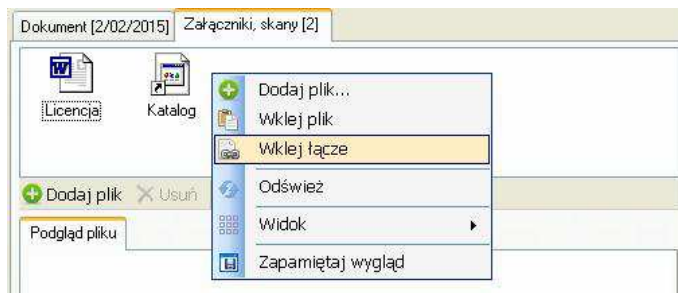 Dokument [2/02/2015] Załączniki, skany [2]
Licencja Katalog
Dodaj plik...
Wklej plik
Wklej łącze
Odśwież
Widok
Zapamiętaj wygląd
Dodaj plik Usuń
Podgląd pliku